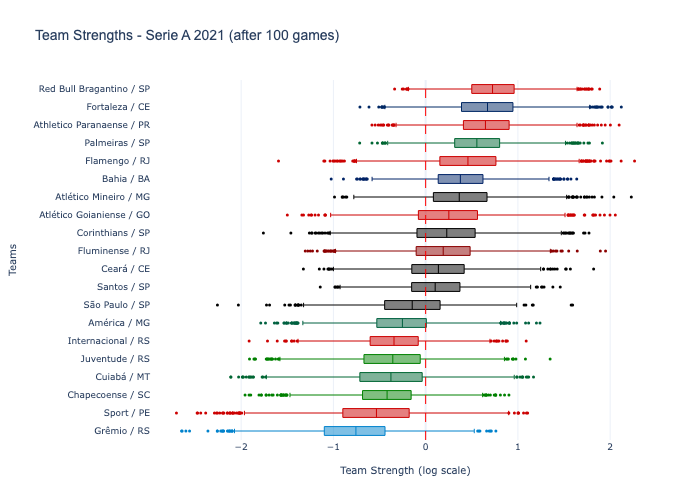 Team Strengths - Serie A 2021 (after 100 games)
Red Bull Bragantino / SP
Fortaleza / CE
Athletico Paranaense / PR
Palmeiras / SP
Flamengo / RJ
Bahia / BA
Atlético Mineiro / MG
Atlético Goianiense / GO
Corinthians / SP
Fluminense / RJ
Ceará / CE
Santos / SP
São Paulo / SP
América / MG
Internacional / RS
Juventude / RS
Cuiabá / MT
Chapecoense / SC
Sport / PE
Grêmio / RS
Teams
−2 −1 0 1 2
Team Strength (log scale)